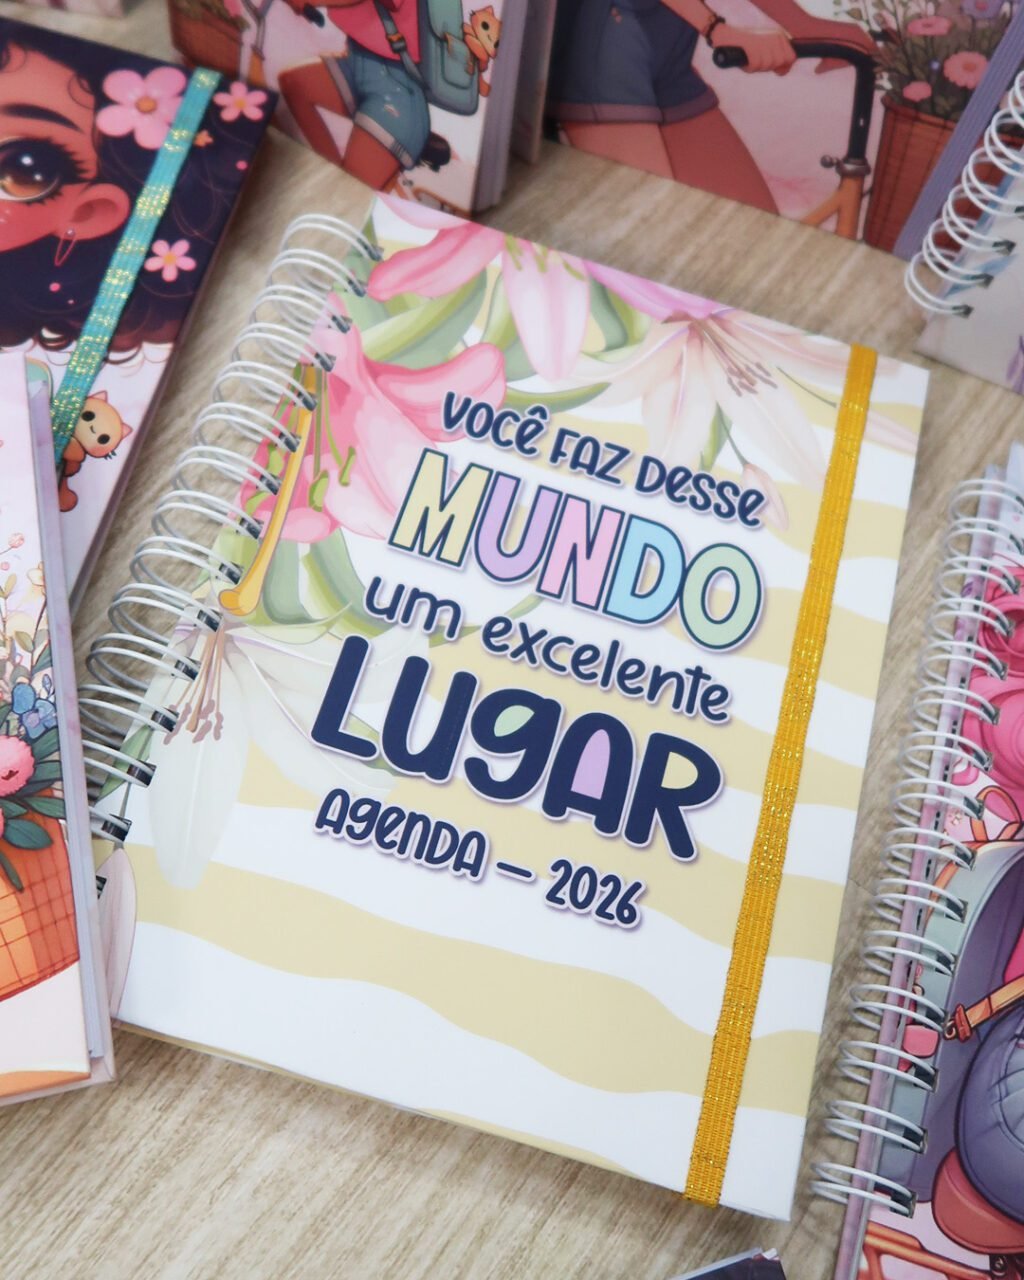 você faz desse
MUNDO
um excelente
LUgAR
AgenDA – 2026